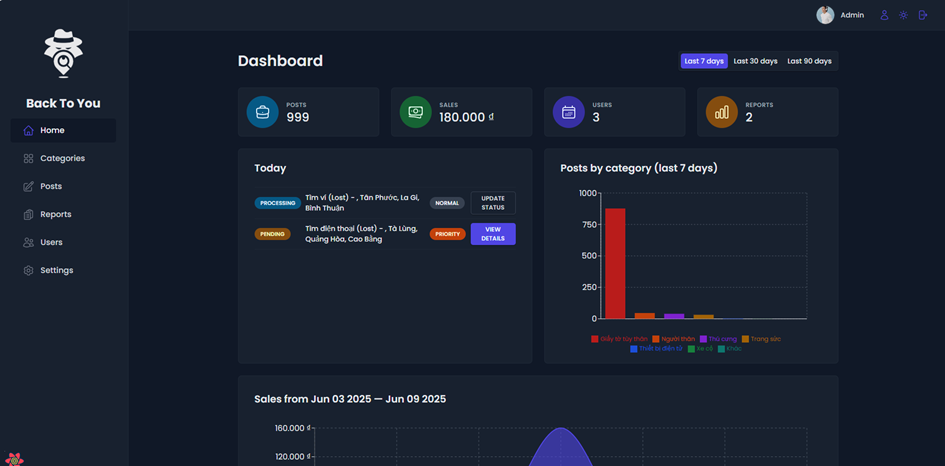 Admin
Back To You
Home
Categories
Posts
Reports
Users
Settings
Dashboard
Last 7 days
Last 30 days
Last 90 days
POSTS
999
SALES
180.000 ₫
USERS
3
REPORTS
2
Today
PROCESSING
Tìm ví (Lost) - , Tân Phước, La Gi,
Bình Thuận
NORMAL
UPDATE
STATUS
PENDING
Tìm điện thoại (Lost) - , Tà Lùng,
Quảng Hòa, Cao Bằng
PRIORITY
VIEW
DETAILS
Posts by category (last 7 days)
1000
750
500
250
0
Giấy tờ tùy thân
Người thân
Thú cưng
Trang sức
Thiết bị điện tử
Xe cộ
Khác
Sales from Jun 03 2025 — Jun 09 2025
160.000 ₫
120.000 ₫